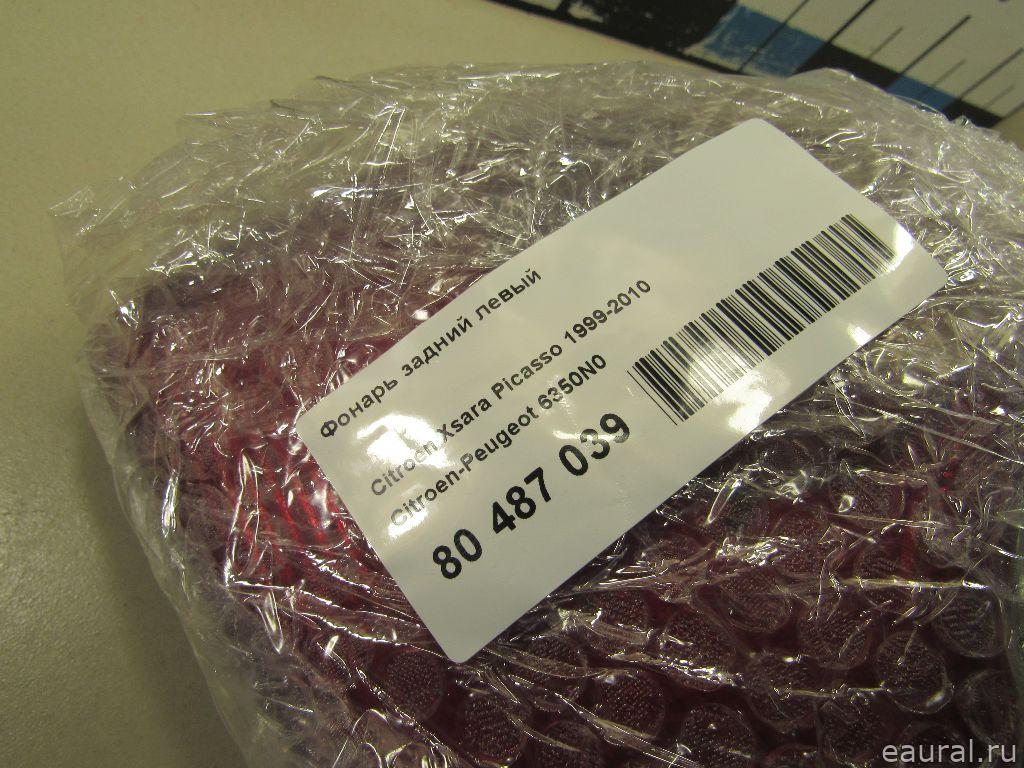 Фонарь задний левый
Citroen Xsara Picasso 1999-2010
Citroen-Peugeot 6350N0
80 487 039
eaural.ru